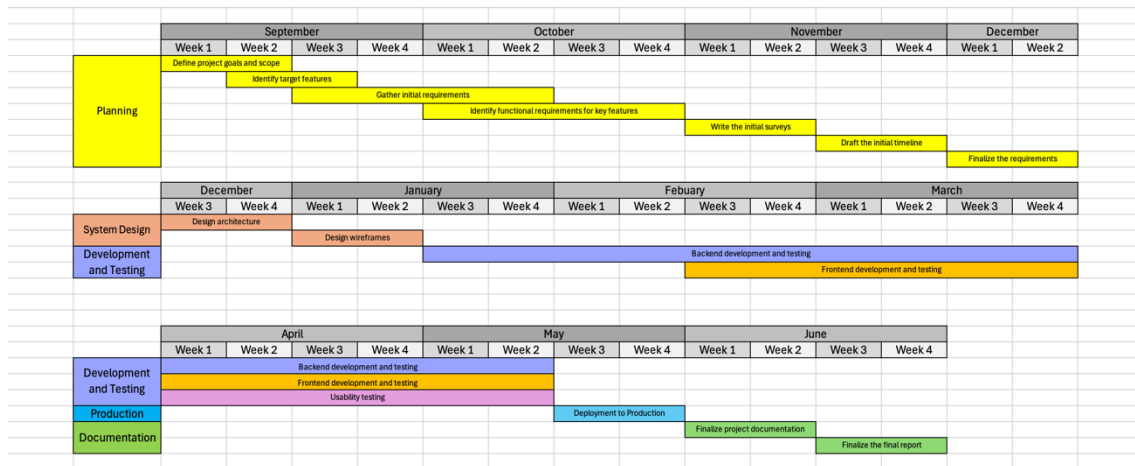 September October November December
Week 1 Week 2 Week 3 Week 4 Week 1 Week 2 Week 3 Week 4 Week 1 Week 2 Week 3 Week 4 Week 1 Week 2
Planning
Define project goals and scope
Identify target features
Gather initial requirements
Identify functional requirements for key features
Write the initial surveys
Draft the initial timeline
Finalize the requirements
December January Febuary March
Week 3 Week 4 Week 1 Week 2 Week 3 Week 4 Week 1 Week 2 Week 3 Week 4 Week 1 Week 2 Week 3 Week 4
System Design
Design architecture
Design wireframes
Development
and Testing
Backend development and testing
Frontend development and testing
April May June
Week 1 Week 2 Week 3 Week 4 Week 1 Week 2 Week 3 Week 4 Week 1 Week 2 Week 3 Week 4
Development
and Testing
Backend development and testing
Frontend development and testing
Usability testing
Production
Deployment to Production
Documentation
Finalize project documentation
Finalize the final report